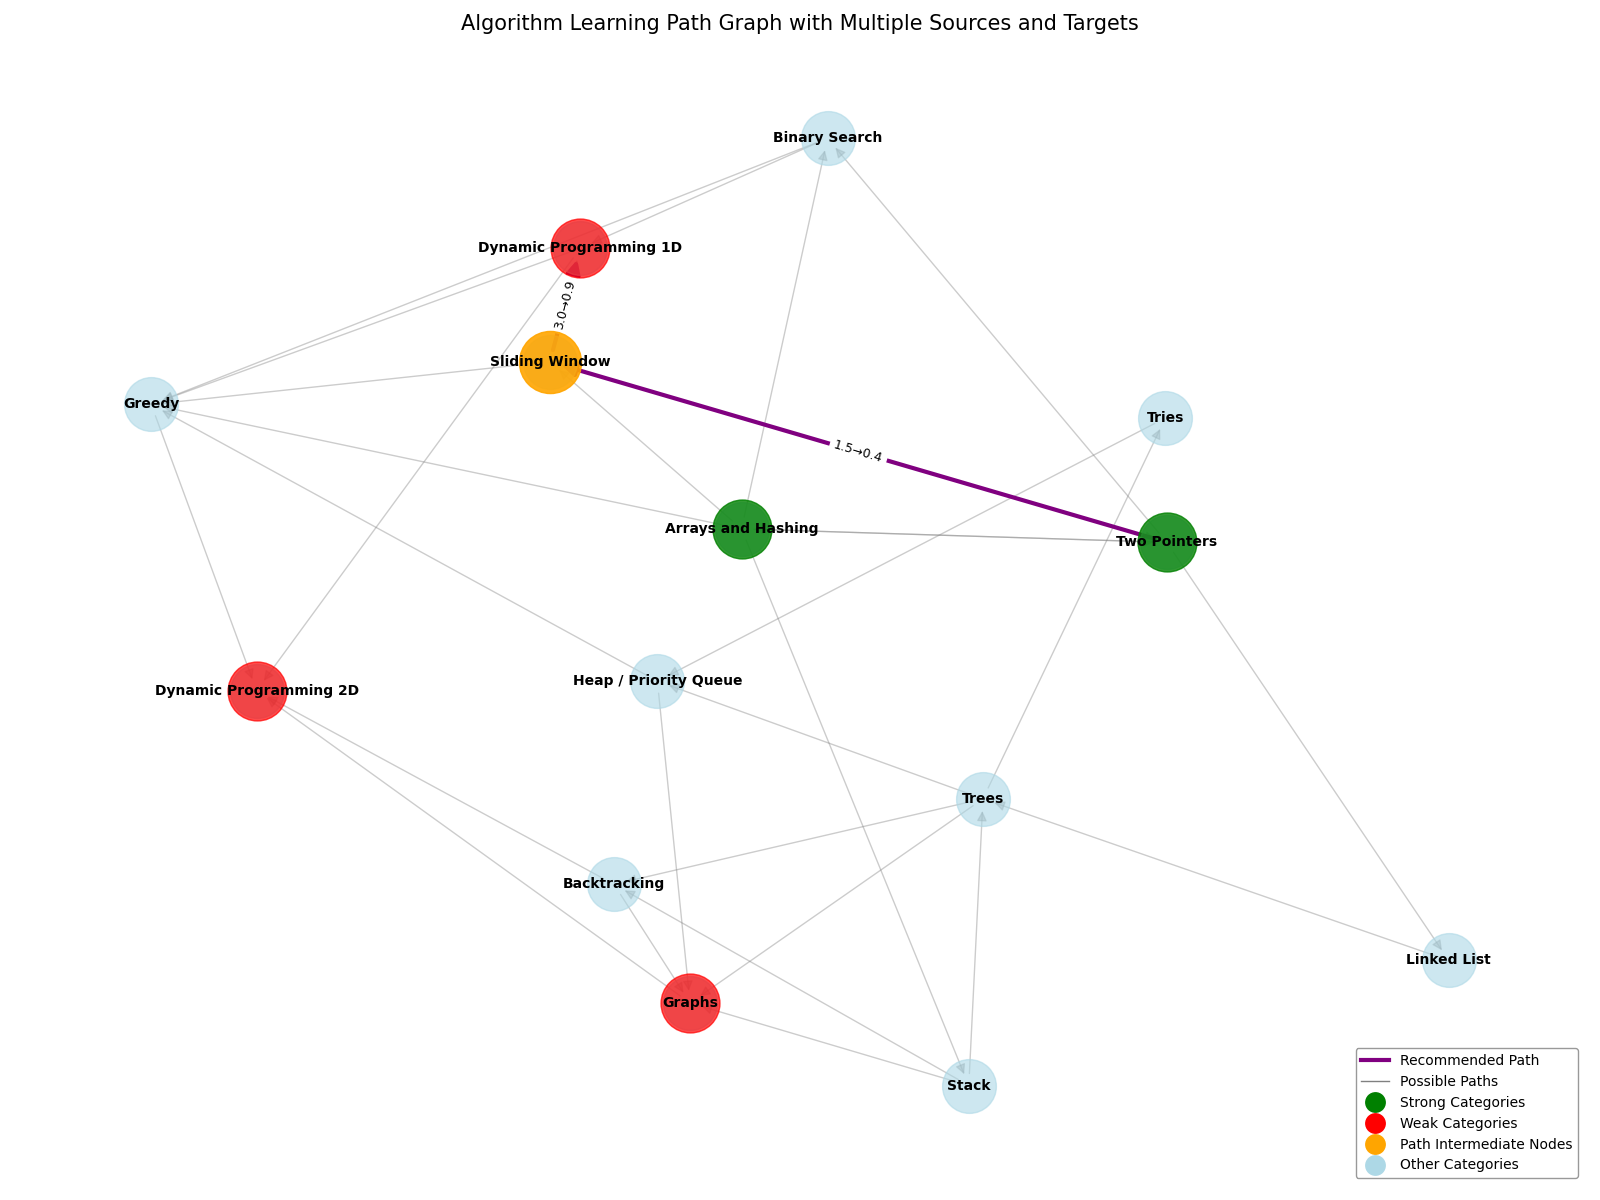 Algorithm Learning Path Graph with Multiple Sources and Targets
Binary Search
Dynamic Programming 1D
3.0→0.9
Sliding Window
Greedy
Tries
1.5→0.4
Arrays and Hashing
Two Pointers
Heap / Priority Queue
Dynamic Programming 2D
Trees
Backtracking
Linked List
Graphs
Stack
Recommended Path
Possible Paths
Strong Categories
Weak Categories
Path Intermediate Nodes
Other Categories